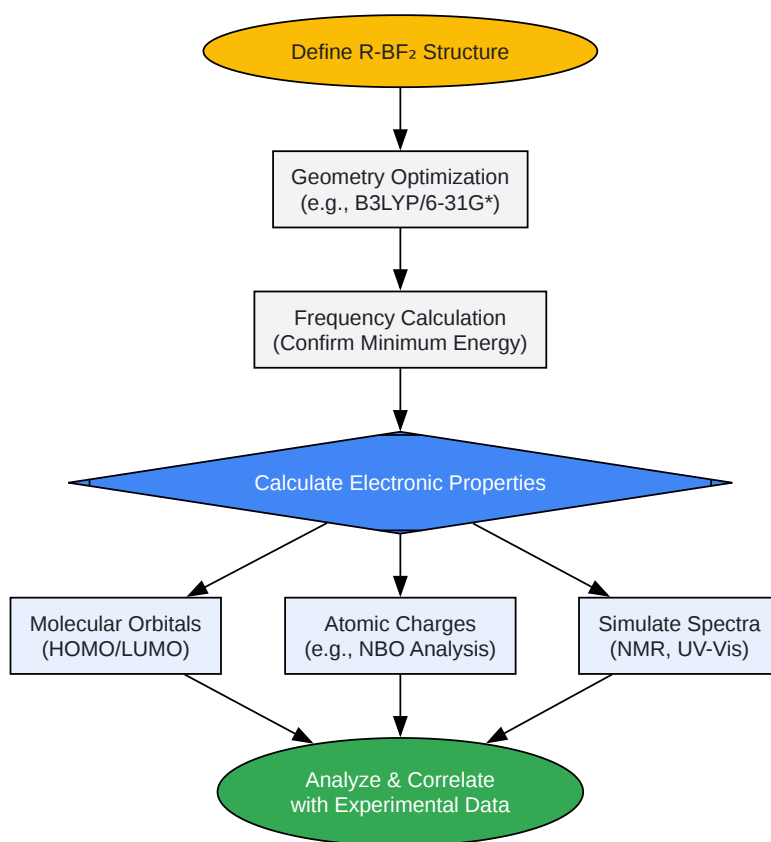 Define R-BF₂ Structure
Geometry Optimization
(e.g., B3LYP/6-31G*)
Frequency Calculation
(Confirm Minimum Energy)
Calculate Electronic Properties
Molecular Orbitals
(HOMO/LUMO)
Atomic Charges
(e.g., NBO Analysis)
Simulate Spectra
(NMR, UV-Vis)
Analyze & Correlate
with Experimental Data